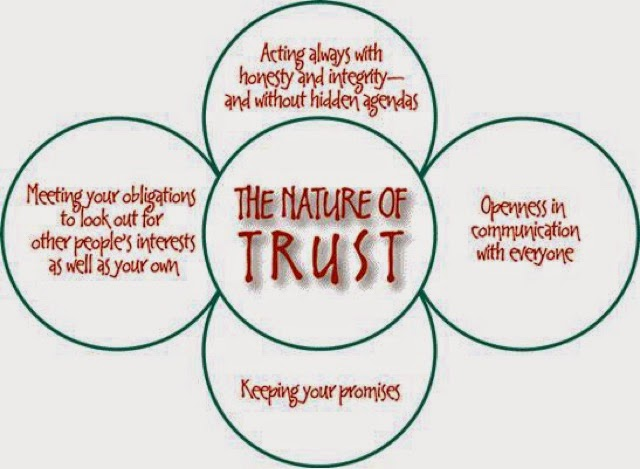 Acting always with
honesty and integrity—
and without hidden agendas
Meeting your obligations
to look out for
other people's interests
as well as your own
THE NATURE OF
TRUST
Openness in
communication
with everyone
Keeping your promises